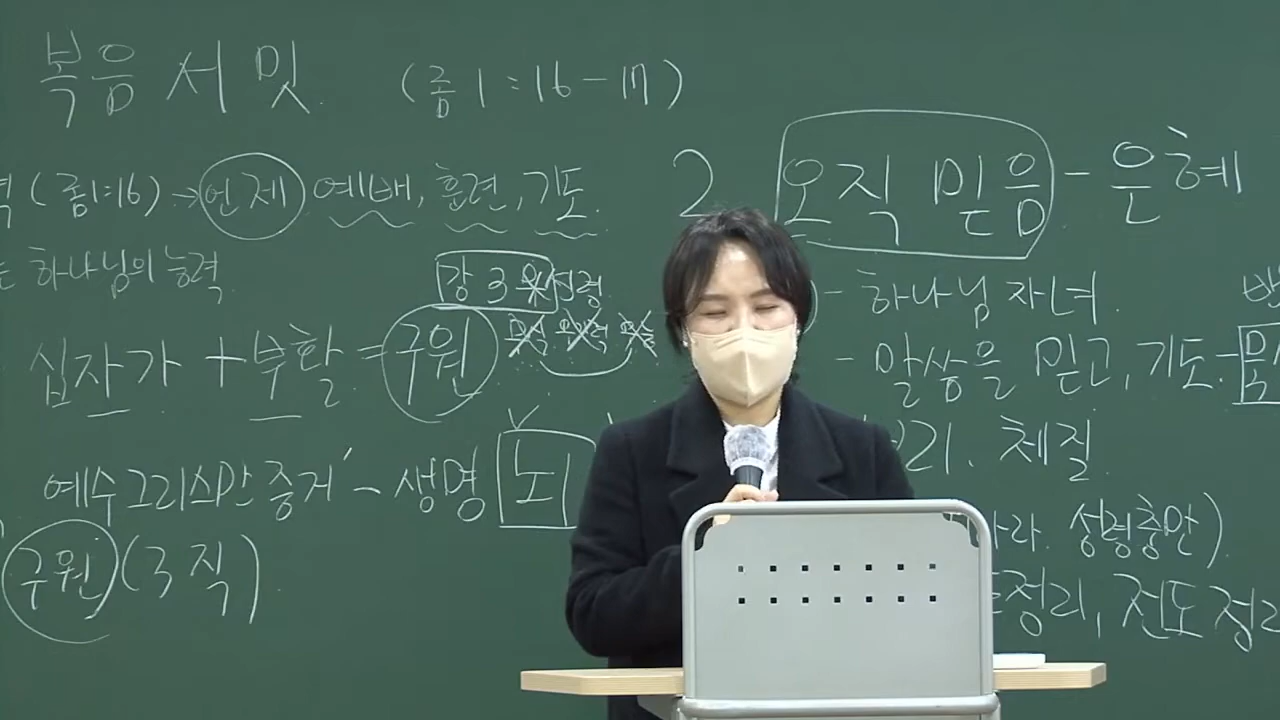 복음 서밋 (롬1:16-17)
(롬1:16) → 언제 예배, 훈련, 기도.
하나님의 능력
십자가 + 부활 = 구원
강 3 성령
예수그리스만 증거 - 생명 뇌
구원 (3직)
2 오직 믿음 - 은혜
- 하나님 자녀.
- 말씀을 믿고, 기도 -
체질.
성령충만)
정리, 전도정리